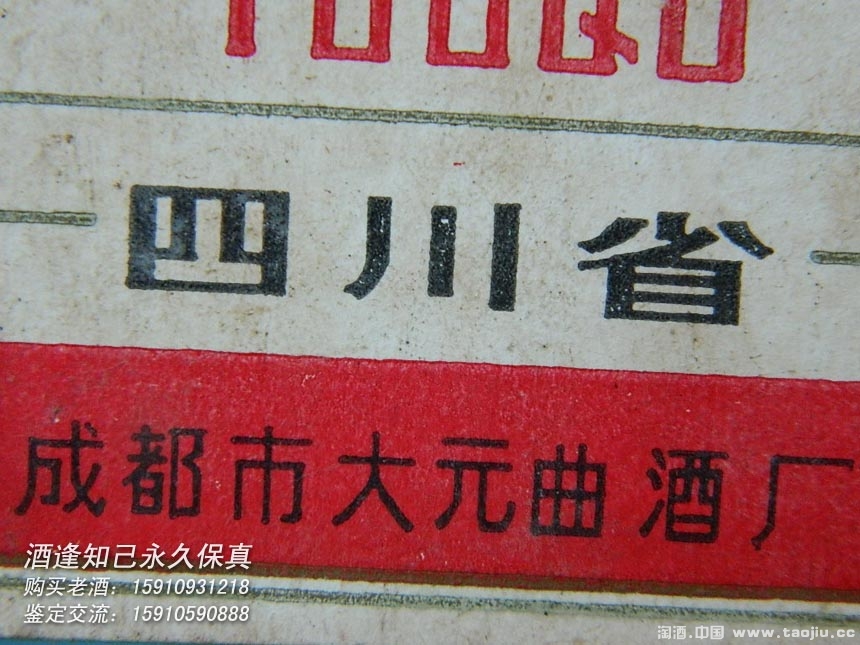 四川省
成都市大元曲酒厂
酒逢知己永久保真
购买老酒：15910931218
鉴定交流：15910590888
淘酒.中国 www.taojiu.cc